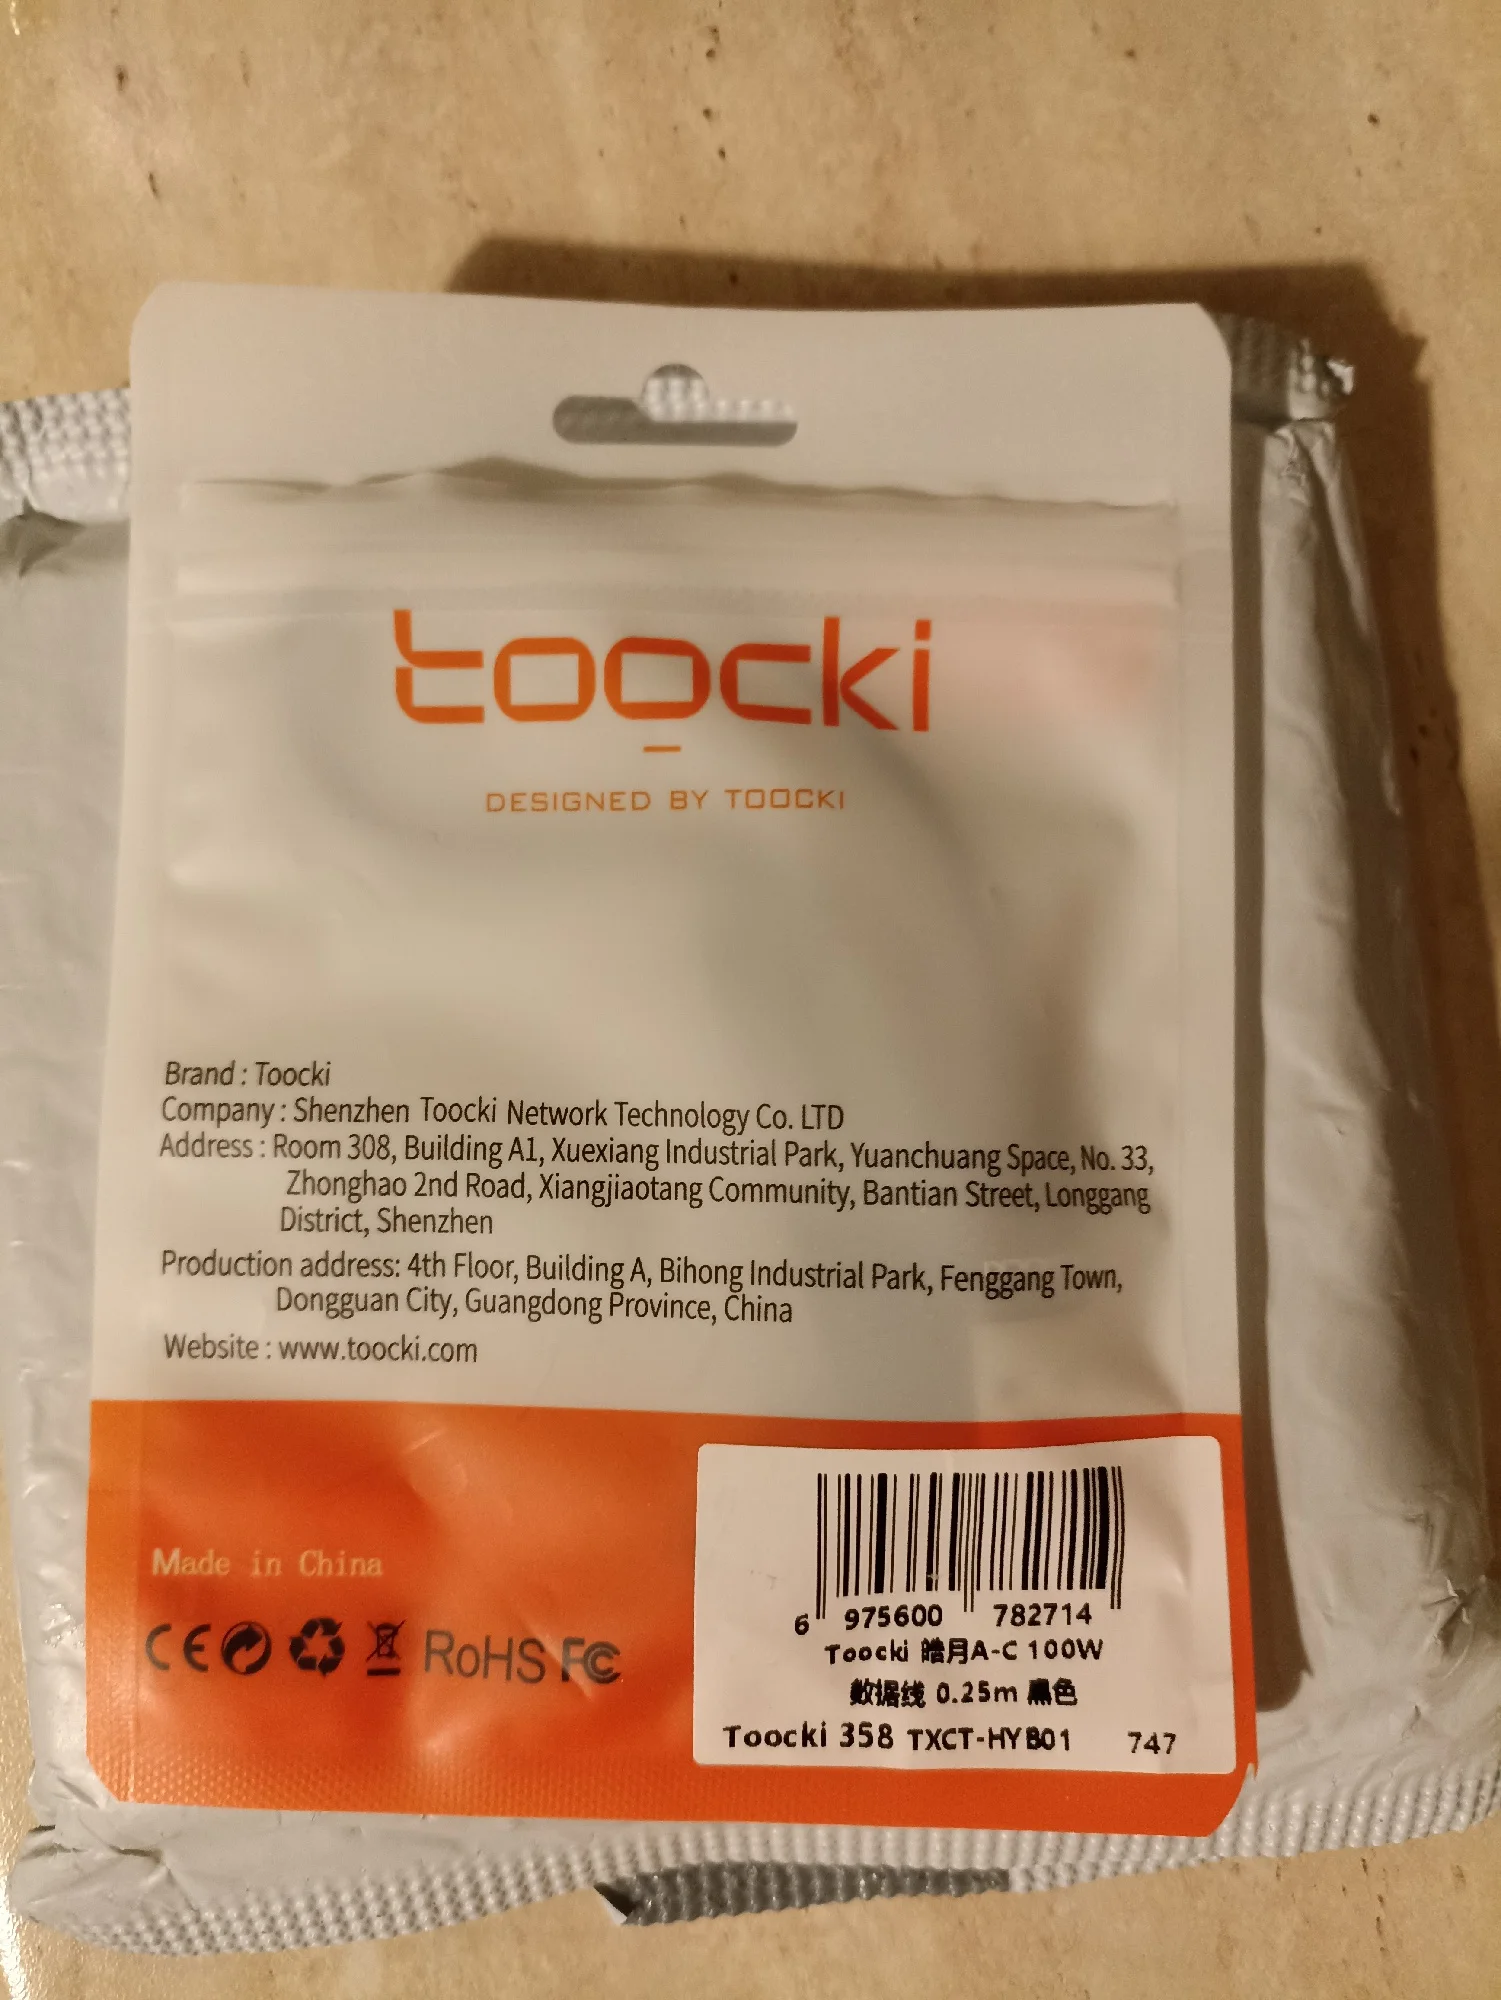 toocki
DESIGNED BY TOOCKI
Brand : Toocki
Company : Shenzhen Toocki Network Technology Co. LTD
Address : Room 308, Building A1, Xuexiang Industrial Park, Yuanchuang Space, No. 33,
Zhonghao 2nd Road, Xiangjiaotang Community, Bantian Street, Longgang
District, Shenzhen
Production address: 4th Floor, Building A, Bihong Industrial Park, Fenggang Town,
Dongguan City, Guangdong Province, China
Website : www.toocki.com
Made in China
CE RoHS FC
6 975600 782714
Toocki 皓月A-C 100W
数据线 0.25m 黑色
Toocki 358 TXCT-HYB01 747